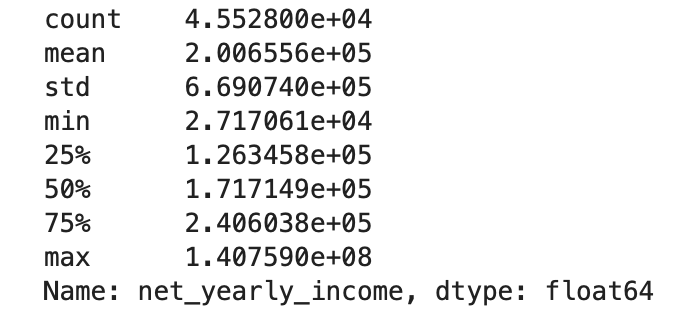 count    4.552800e+04
mean     2.006556e+05
std      6.690740e+05
min      2.717061e+04
25%      1.263458e+05
50%      1.717149e+05
75%      2.406038e+05
max      1.407590e+08
Name: net_yearly_income, dtype: float64